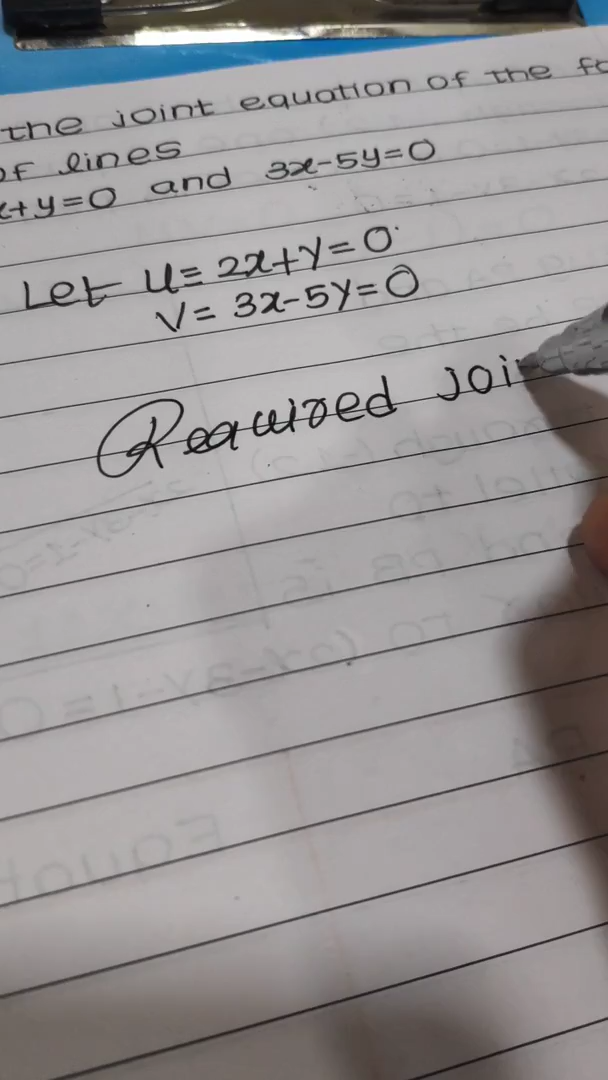 the joint equation of the
of lines
x+y=0 and 3x-5y=0
Let u= 2x+y=0
v= 3x-5y=0
Required joi